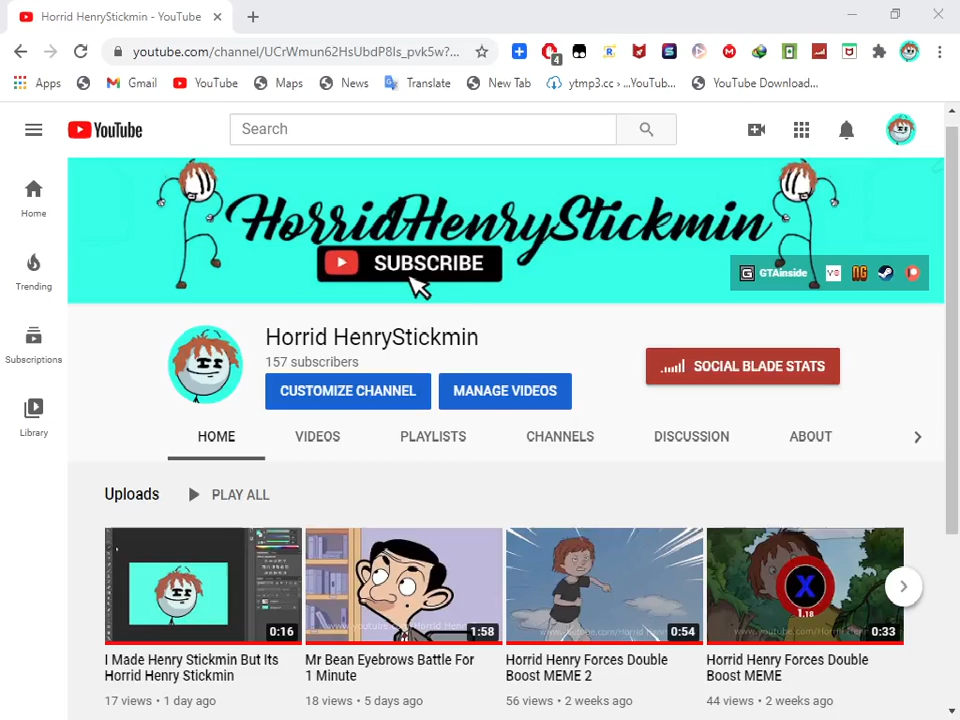 Horrid HenryStickmin - YouTube
youtube.com/channel/UCrWmun62HsUbdP8Is_pvk5w?...
4
Apps Gmail YouTube Maps News Translate New Tab ytmp3.cc › ...YouTub... YouTube Download...
YouTube
Search
Home
Trending
Subscriptions
Library
HorridHenryStickmin
SUBSCRIBE
GTAinside
Horrid HenryStickmin
157 subscribers
CUSTOMIZE CHANNEL MANAGE VIDEOS
SOCIAL BLADE STATS
HOME VIDEOS PLAYLISTS CHANNELS DISCUSSION ABOUT
Uploads PLAY ALL
X
1.18
0:16 1:58 0:54 0:33
I Made Henry Stickmin But Its
Horrid Henry Stickmin
17 views • 1 day ago
Mr Bean Eyebrows Battle For
1 Minute
18 views • 5 days ago
Horrid Henry Forces Double
Boost MEME 2
56 views • 2 weeks ago
Horrid Henry Forces Double
Boost MEME
44 views • 2 weeks ago